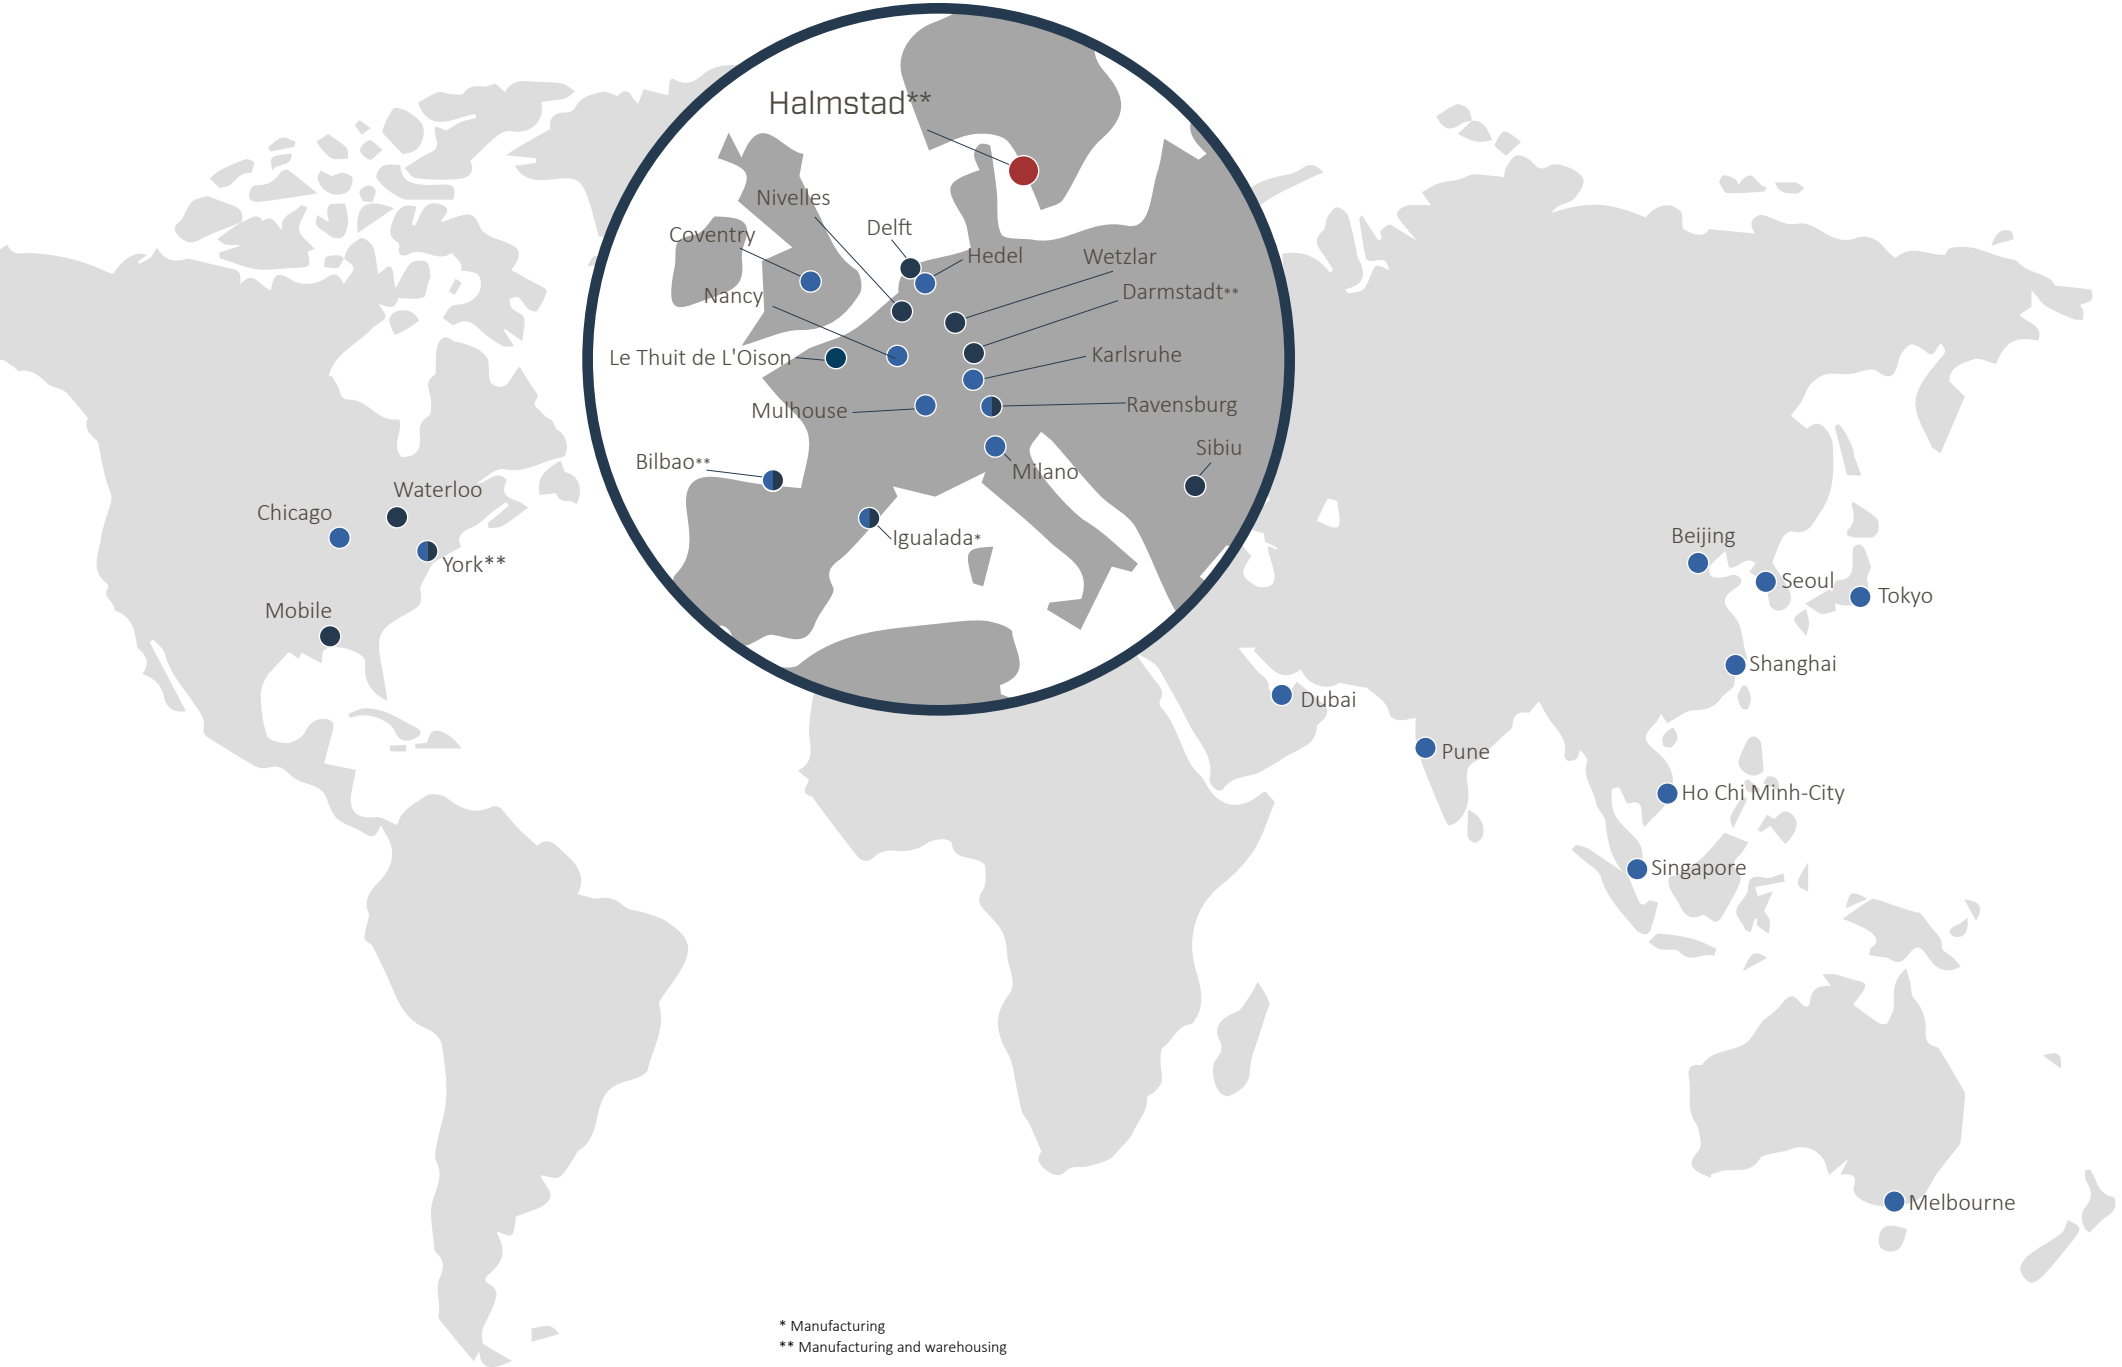 Halmstad**
Nivelles
Delft
Coventry
Hedel
Wetzlar
Nancy
Darmstadt**
Le Thuit de L'Oison
Karlsruhe
Mulhouse
Ravensburg
Sibiu
Bilbao**
Milano
Igualada*
Waterloo
Chicago
York**
Mobile
Beijing
Seoul
Tokyo
Shanghai
Dubai
Pune
Ho Chi Minh-City
Singapore
Melbourne
* Manufacturing
** Manufacturing and warehousing